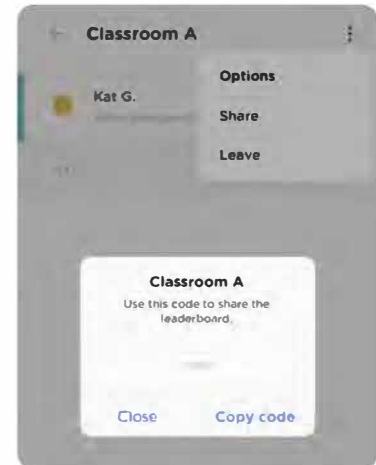 Classroom A
Options
Kat G.
Share
Leave
Classroom A
Use this code to share the
leaderboard.
Close
Copy code